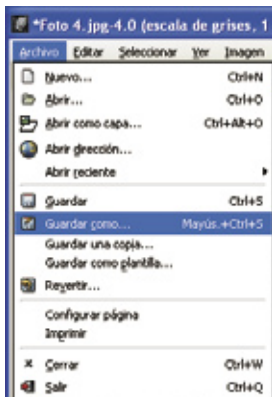 *Foto 4.jpg-4.0 (escala de grises, 1
Archivo Editar Seleccionar Ver Imagen
Nuevo... Ctrl+N
Abrir... Ctrl+O
Abrir como capa... Ctrl+Alt+O
Abrir dirección...
Abrir reciente
Guardar Ctrl+S
Guardar como... Mayús.+Ctrl+S
Guardar una copia...
Guardar como plantilla...
Revertir...
Configurar página
Imprimir
Cerrar Ctrl+W
Salir Ctrl+Q